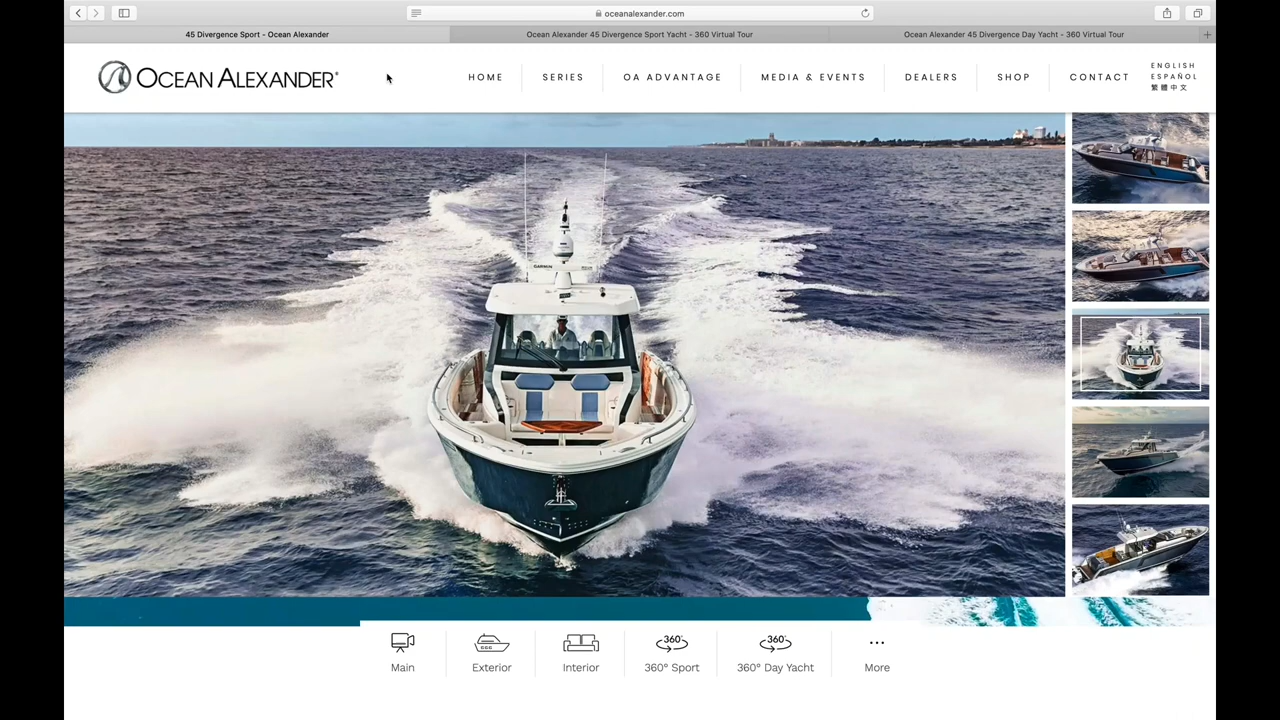 oceanalexander.com
45 Divergence Sport - Ocean Alexander
Ocean Alexander 45 Divergence Sport Yacht - 360 Virtual Tour
Ocean Alexander 45 Divergence Day Yacht - 360 Virtual Tour
OCEAN ALEXANDER®
HOME
SERIES
OA ADVANTAGE
MEDIA & EVENTS
DEALERS
SHOP
CONTACT
ENGLISH
ESPAÑOL
繁體中文
GARMIN
Main
Exterior
Interior
360°
360° Sport
360°
360° Day Yacht
More